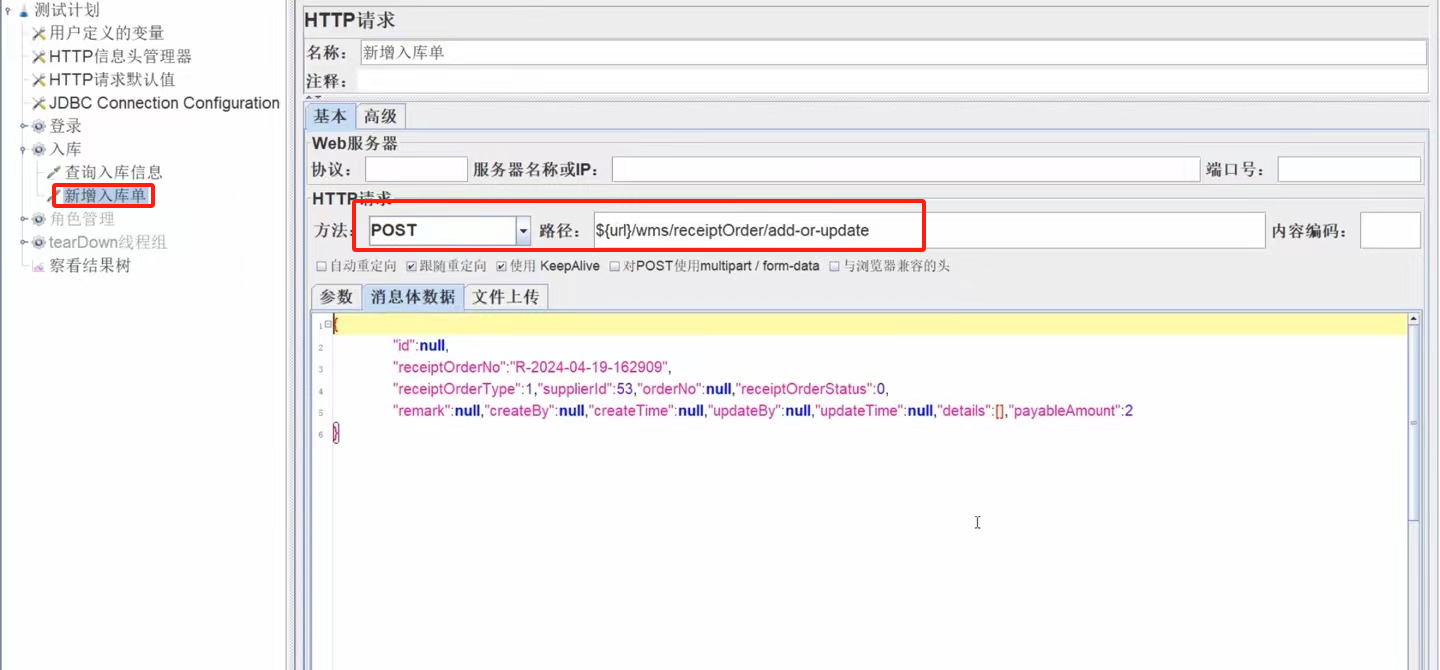 测试计划
用户定义的变量
HTTP信息头管理器
HTTP请求默认值
JDBC Connection Configuration
登录
入库
查询入库信息
新增入库单
角色管理
tearDown线程组
察看结果树
HTTP请求
名称： 新增入库单
注释：
基本 高级
Web服务器
协议： 服务器名称或IP： 端口号：
HTTP请求
方法： POST 路径： ${url}/wms/receiptOrder/add-or-update 内容编码：
自动重定向 跟随重定向 使用 KeepAlive 对POST使用multipart / form-data 与浏览器兼容的头
参数 消息体数据 文件上传
1 {
2 "id":null,
3 "receiptOrderNo":"R-2024-04-19-162909",
4 "receiptOrderType":1,"supplierId":53,"orderNo":null,"receiptOrderStatus":0,
5 "remark":null,"createBy":null,"createTime":null,"updateBy":null,"updateTime":null,"details":[],"payableAmount":2
6 }